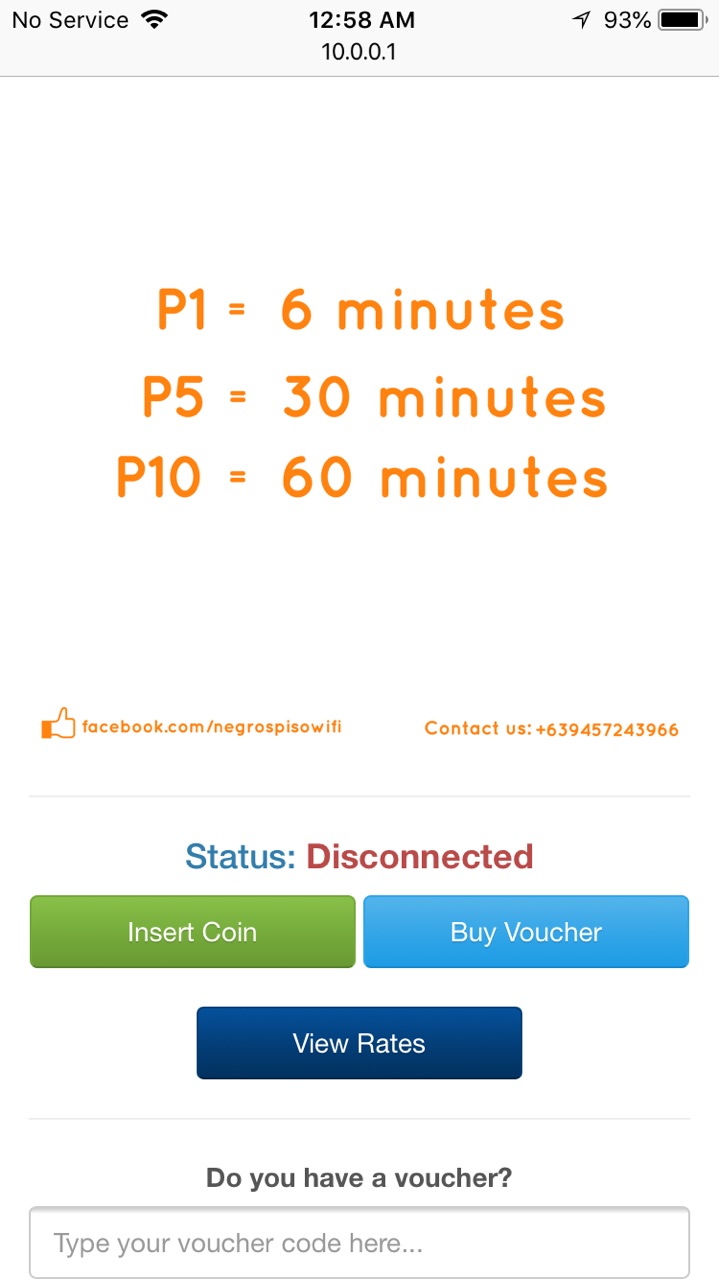 No Service 12:58 AM 93%
10.0.0.1
P1 = 6 minutes
P5 = 30 minutes
P10 = 60 minutes
facebook.com/negrospisowifi Contact us: +639457243966
Status: Disconnected
Insert Coin Buy Voucher
View Rates
Do you have a voucher?
Type your voucher code here...